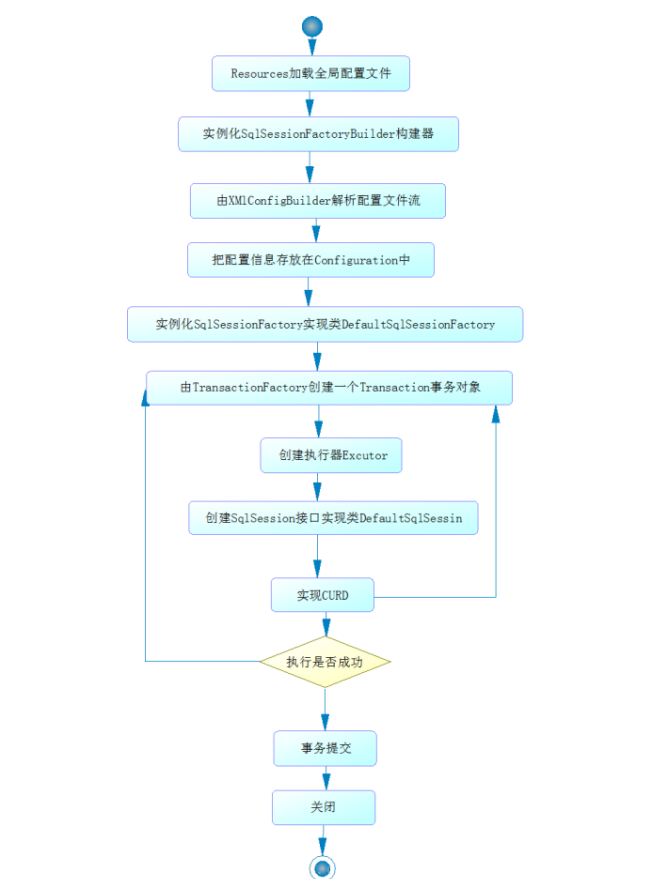 Resources加载全局配置文件
实例化SqlSessionFactoryBuilder构建器
由XMlConfigBuilder解析配置文件流
把配置信息存放在Configuration中
实例化SqlSessionFactory实现类DefaultSqlSessionFactory
由TransactionFactory创建一个Transaction事务对象
创建执行器Excutor
创建SqlSession接口实现类DefaultSqlSessin
实现CURD
执行是否成功
事务提交
关闭